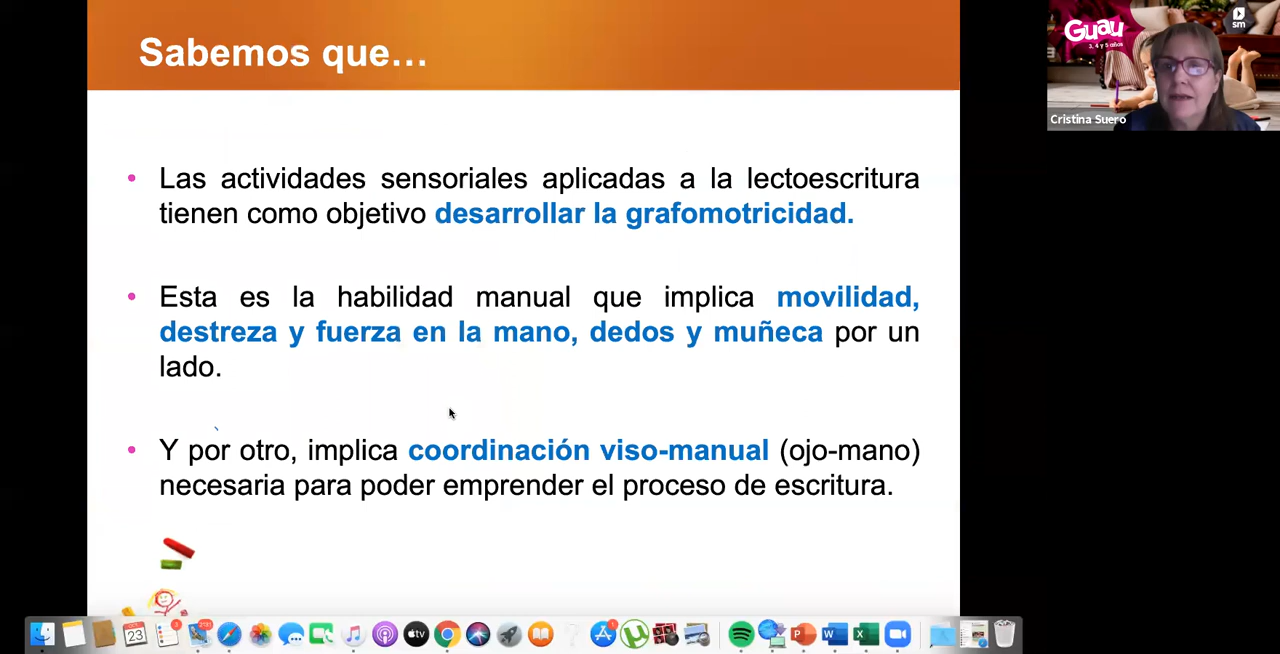 Sabemos que…
Guau
3, 4 y 5 años
sm
Cristina Suero
• Las actividades sensoriales aplicadas a la lectoescritura
tienen como objetivo desarrollar la grafomotricidad.
• Esta es la habilidad manual que implica movilidad,
destreza y fuerza en la mano, dedos y muñeca por un
lado.
• Y por otro, implica coordinación viso-manual (ojo-mano)
necesaria para poder emprender el proceso de escritura.
23
tv